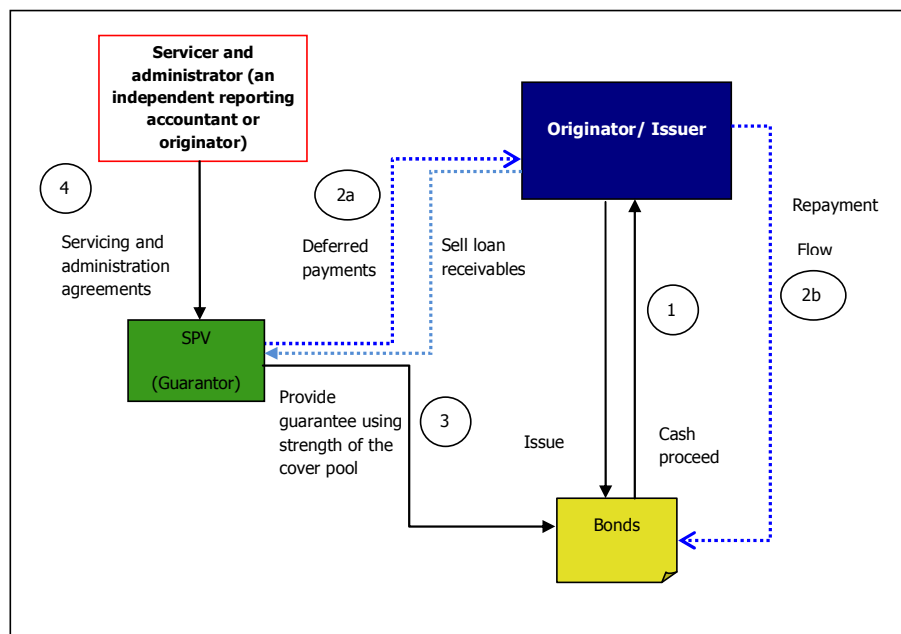 Servicer and
administrator (an
independent reporting
accountant or
originator)
Originator/ Issuer
4
2a
Servicing and
administration
agreements
Deferred
payments
Sell loan
receivables
Repayment
Flow
2b
1
SPV
(Guarantor)
Provide
guarantee using
strength of the
cover pool
3
Issue
Cash
proceed
Bonds